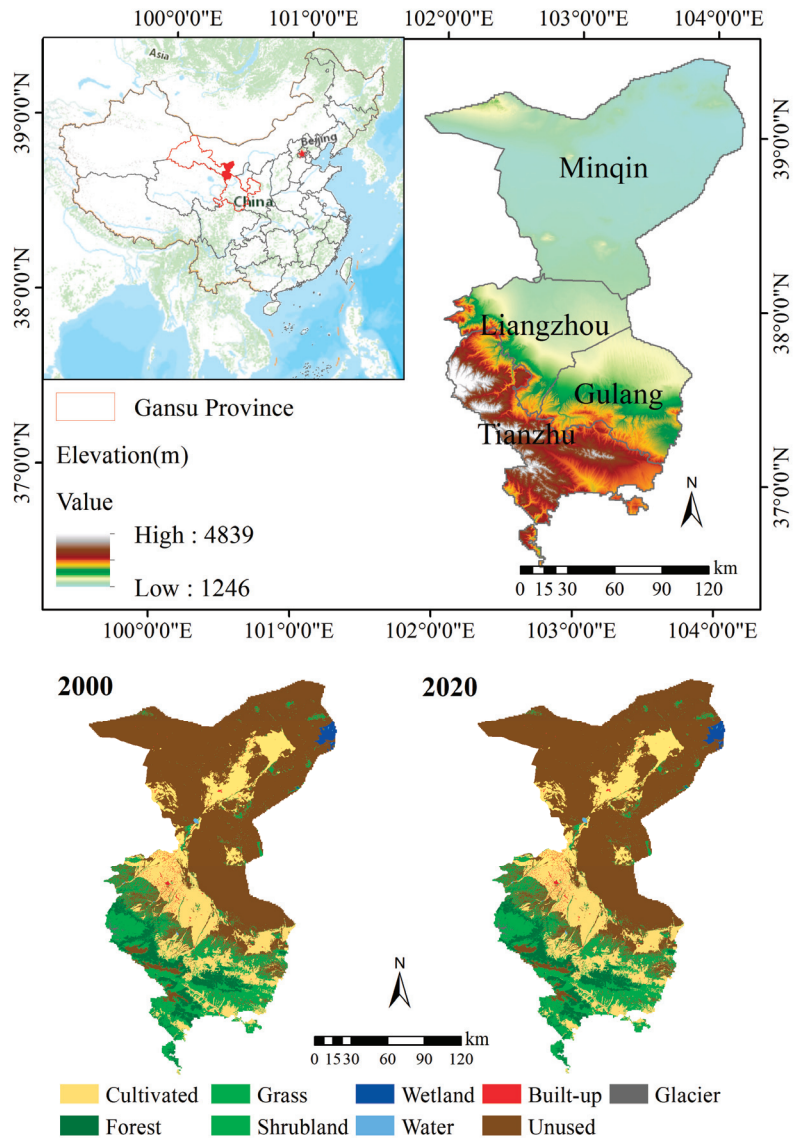 100°0'0"E 101°0'0"E 102°0'0"E 103°0'0"E 104°0'0"E
Asia
Beijing
China
39°0'0"N
38°0'0"N
37°0'0"N
Minqin
Liangzhou
Gulang
Tianzhu
39°0'0"N
38°0'0"N
37°0'0"N
Gansu Province
Elevation(m)
Value
High : 4839
Low : 1246
N
km
0 15 30 60 90 120
100°0'0"E 101°0'0"E 102°0'0"E 103°0'0"E 104°0'0"E
2000 2020
N
km
0 15 30 60 90 120
Cultivated Grass Wetland Built-up Glacier
Forest Shrubland Water Unused